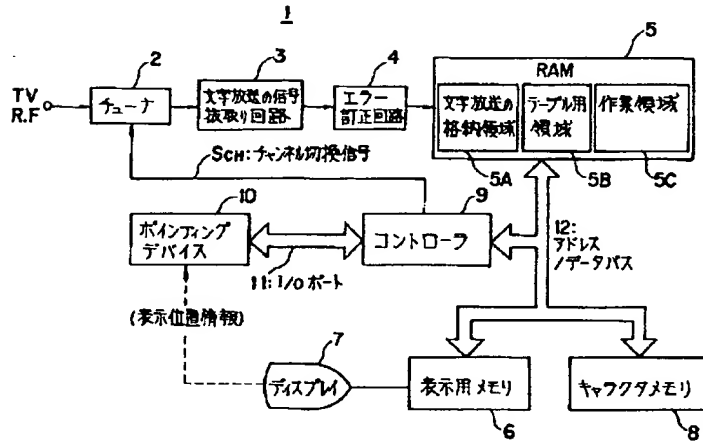 1
2
3
4
5
TV
R.F
チューナ
文字放送の信号
抜取り回路
エラー
訂正回路
RAM
文字放送の
格納領域
テーブル用
領域
作業領域
5A
5B
5C
SCH:チャンネル切換信号
10
9
ポインティング
デバイス
コントローラ
11:I/Oポート
12:
アドレス
/データバス
(表示位置情報)
7
ディスプレイ
表示用メモリ
キャラクタメモリ
6
8